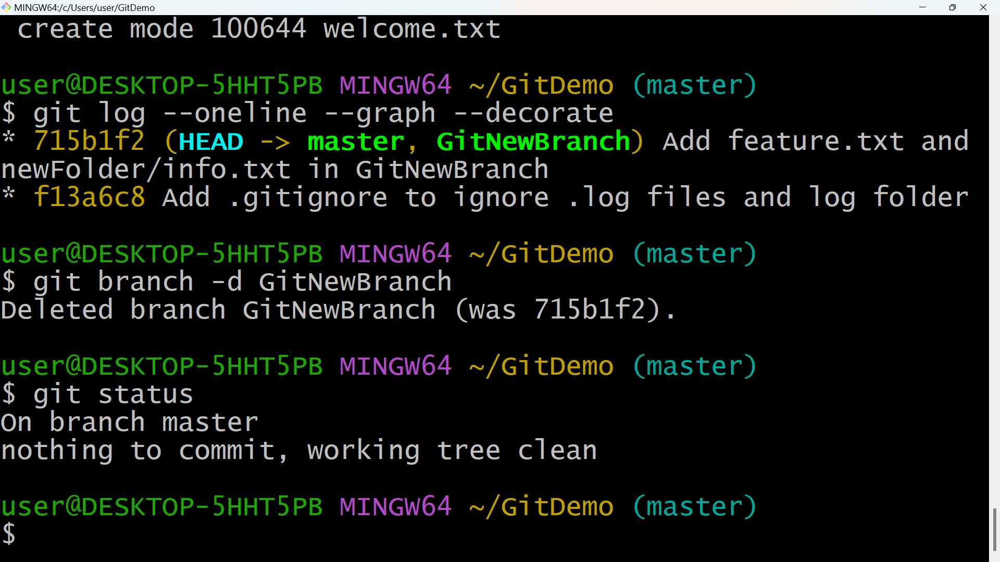 MINGW64:/c/Users/user/GitDemo
create mode 100644 welcome.txt
user@DESKTOP-5HHT5PB MINGW64 ~/GitDemo (master)
$ git log --oneline --graph --decorate
* 715b1f2 (HEAD -> master, GitNewBranch) Add feature.txt and
newFolder/info.txt in GitNewBranch
* f13a6c8 Add .gitignore to ignore .log files and log folder
user@DESKTOP-5HHT5PB MINGW64 ~/GitDemo (master)
$ git branch -d GitNewBranch
Deleted branch GitNewBranch (was 715b1f2).
user@DESKTOP-5HHT5PB MINGW64 ~/GitDemo (master)
$ git status
On branch master
nothing to commit, working tree clean
user@DESKTOP-5HHT5PB MINGW64 ~/GitDemo (master)
$